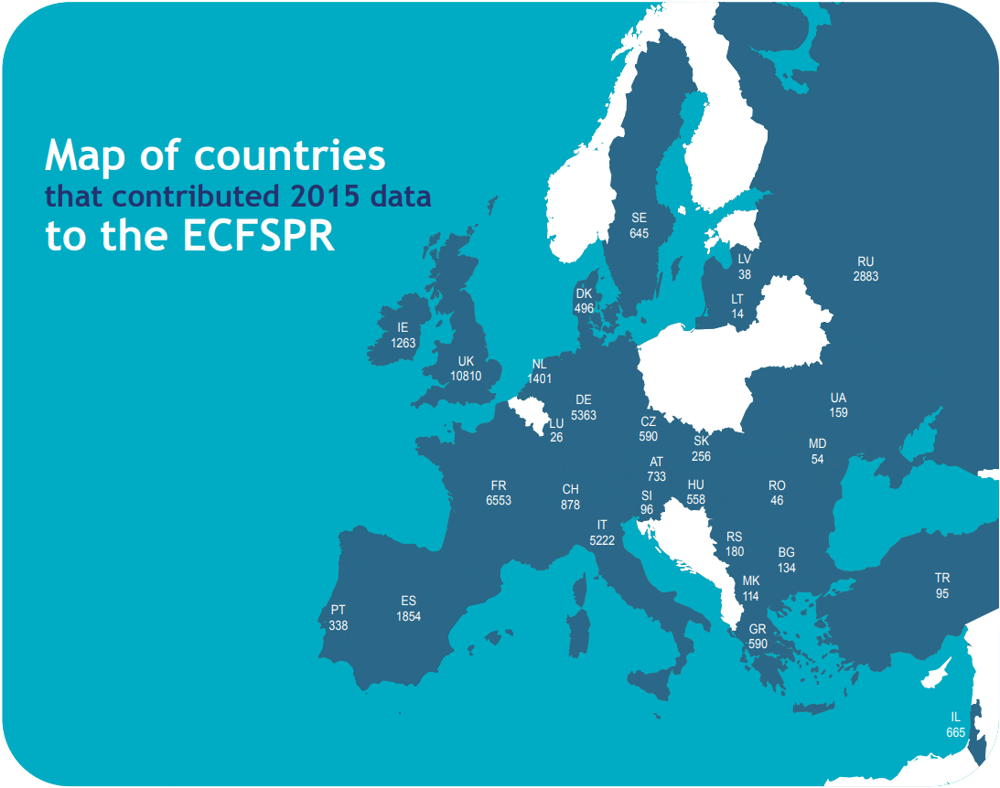 Map of countries
that contributed 2015 data
to the ECFSPR
SE
645
LV
38
RU
2883
DK
496
LT
14
IE
1263
UK
10810
NL
1401
DE
5363
UA
159
LU
26
CZ
590
SK
256
MD
54
AT
733
FR
6553
CH
878
SI
96
HU
558
RO
46
IT
5222
RS
180
BG
134
MK
114
TR
95
PT
338
ES
1854
GR
590
IL
665